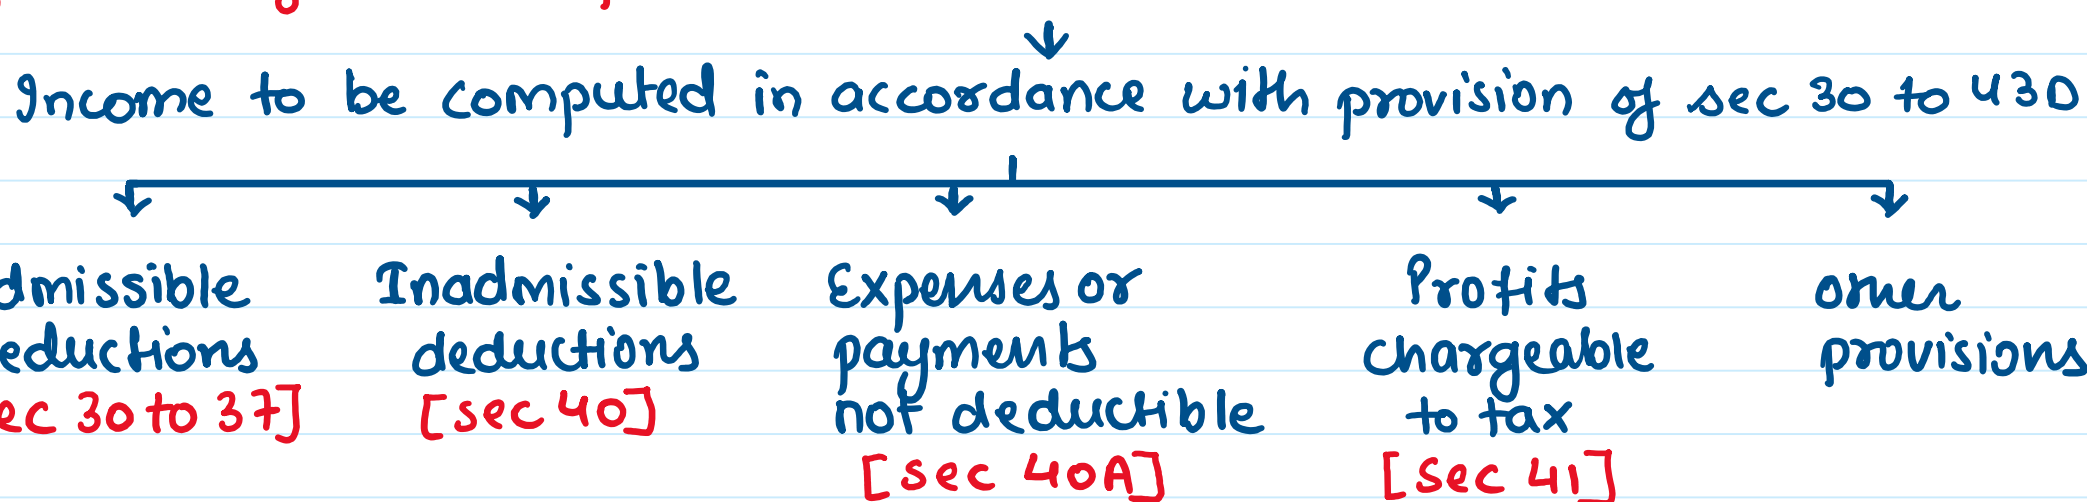 Income to be computed in accordance with provision of sec 30 to 43D
dmissible
eductions
ec 30 to 37]
Inadmissible
deductions
[sec 40]
Expenses or
payments
not deductible
[sec 40A]
Profits
chargeable
to tax
[sec 41]
other
provisions